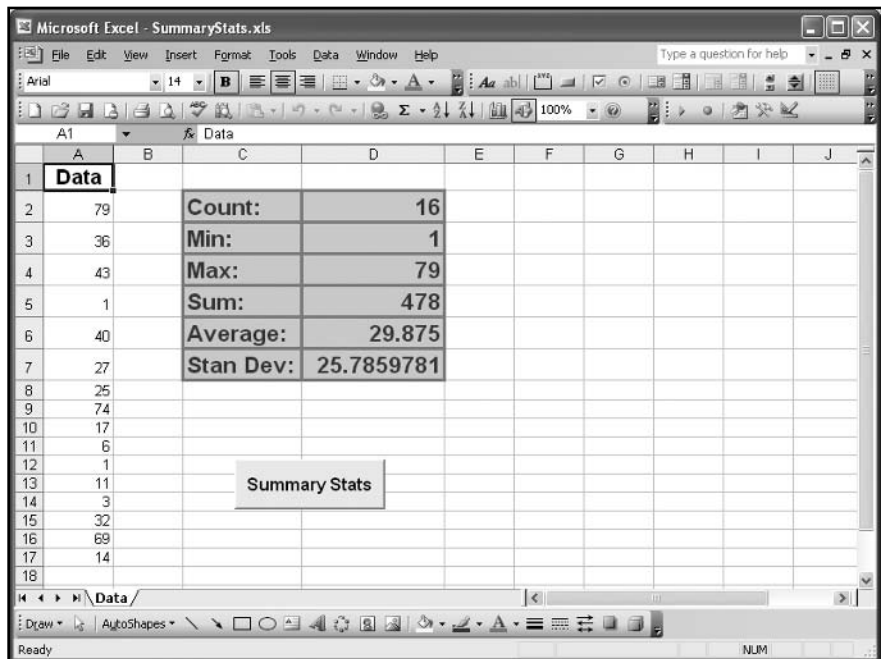 Microsoft Excel - SummaryStats.xls
File Edit View Insert Format Tools Data Window Help Type a question for help
Arial 14 B A Aa ab|
Σ 100%
A1 fx Data
A B C D E F G H I J
1 Data
2 79 Count: 16
3 36 Min: 1
4 43 Max: 79
5 1 Sum: 478
6 40 Average: 29.875
7 27 Stan Dev: 25.7859781
8 25
9 74
10 17
11 6
12 1
13 11 Summary Stats
14 3
15 32
16 69
17 14
18
Data
Draw AutoShapes A
Ready NUM